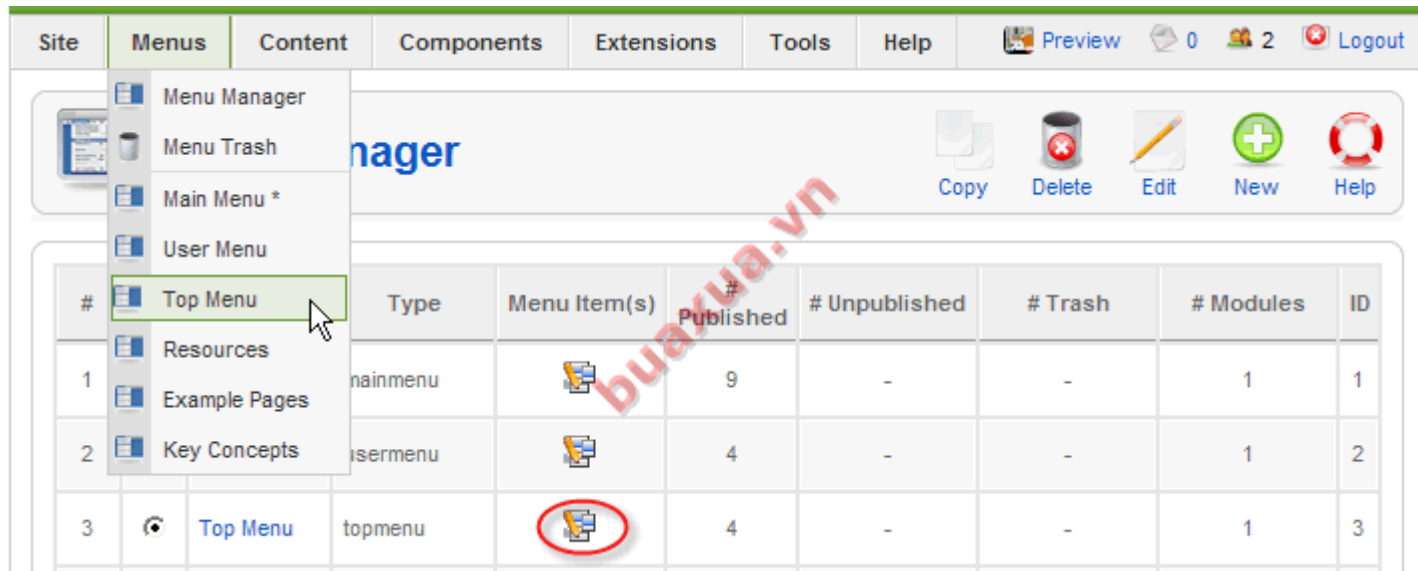 Site Menus Content Components Extensions Tools Help Preview 0 2 Logout
Menu Manager
Menu Trash
nager
Copy Delete Edit New Help
Main Menu *
User Menu
Top Menu
Resources
Example Pages
Key Concepts
# Type Menu Item(s) # Published # Unpublished # Trash # Modules ID
1 mainmenu 9 - - 1 1
2 usermenu 4 - - 1 2
3 Top Menu topmenu 4 - - 1 3
buaxua.vn